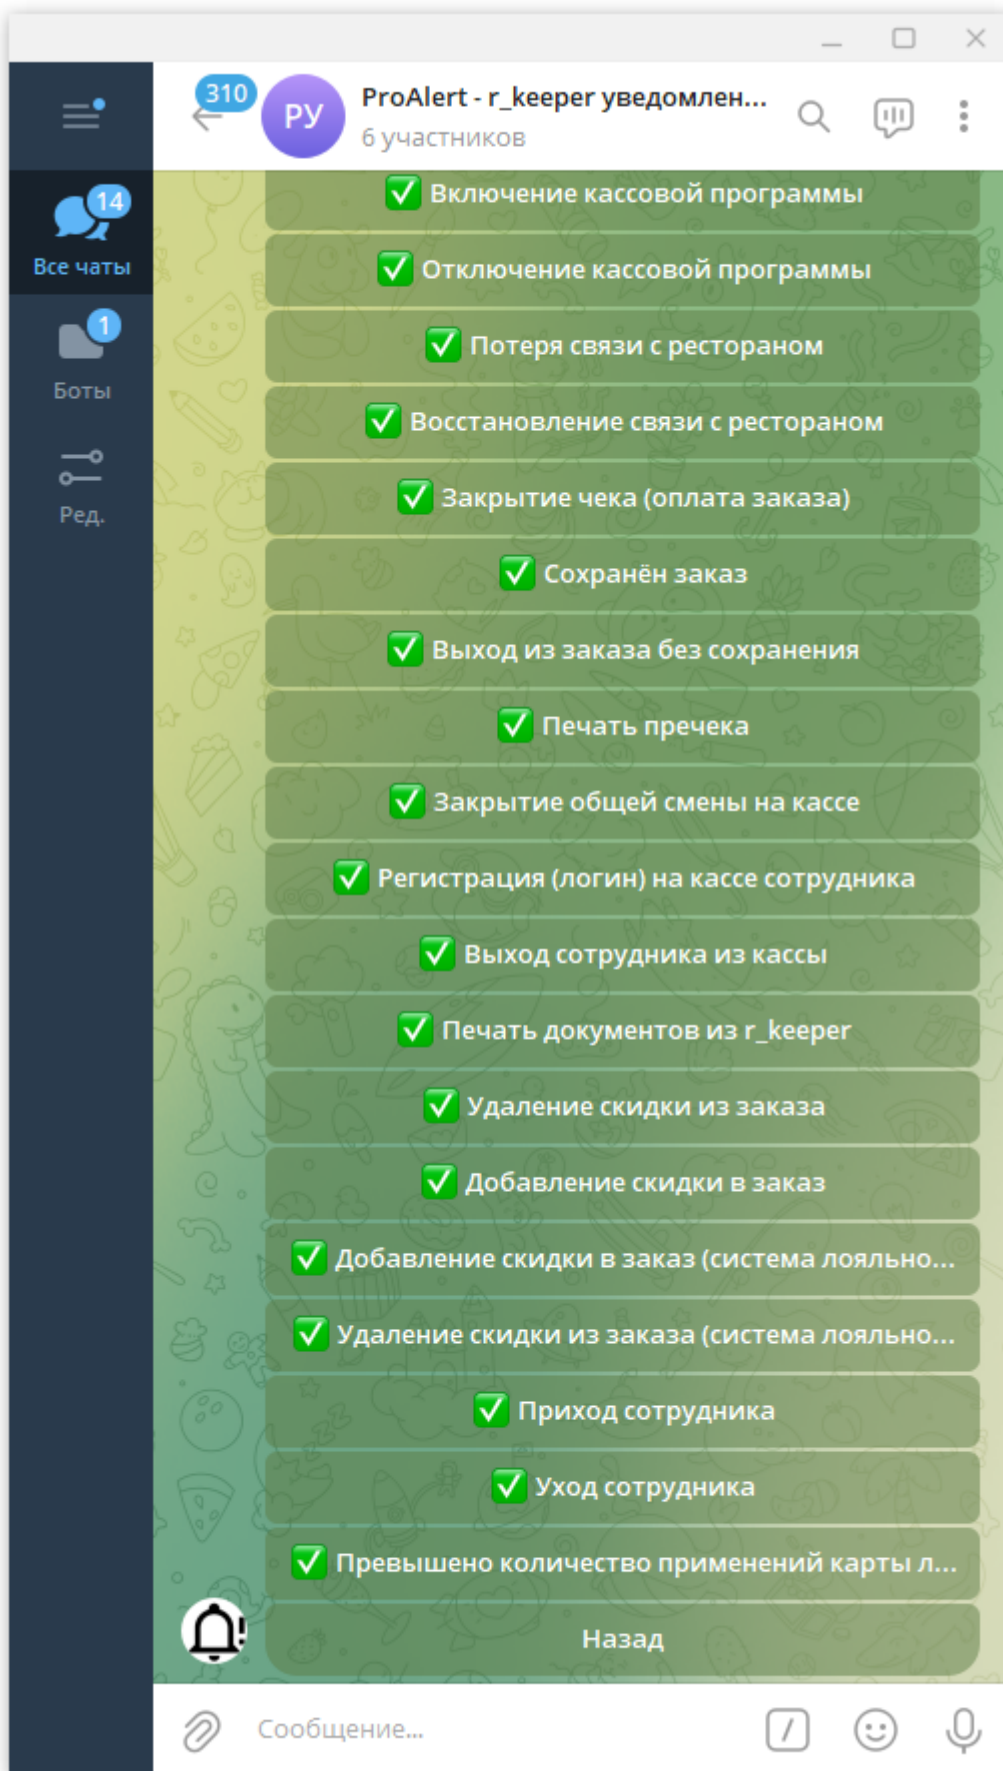 310
РУ
ProAlert - r_keeper уведомлен...
6 участников
14
Все чаты
1
Боты
Ред.
Включение кассовой программы
Отключение кассовой программы
Потеря связи с рестораном
Восстановление связи с рестораном
Закрытие чека (оплата заказа)
Сохранён заказ
Выход из заказа без сохранения
Печать пречека
Закрытие общей смены на кассе
Регистрация (логин) на кассе сотрудника
Выход сотрудника из кассы
Печать документов из r_keeper
Удаление скидки из заказа
Добавление скидки в заказ
Добавление скидки в заказ (система лояльно...
Удаление скидки из заказа (система лояльно...
Приход сотрудника
Уход сотрудника
Превышено количество применений карты л...
Назад
Сообщение...